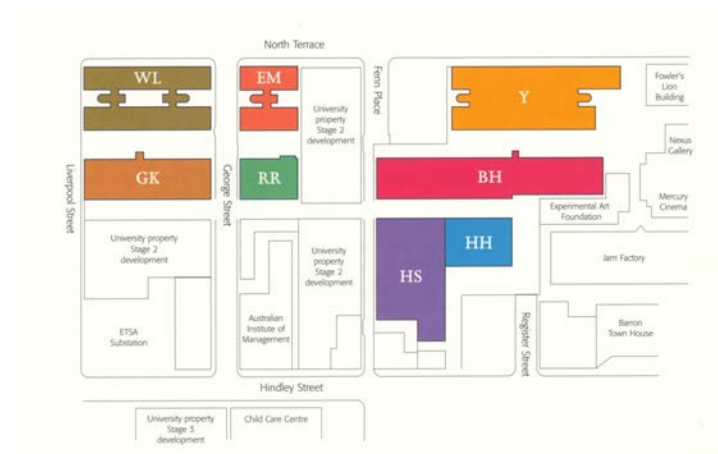 North Terrace
WL
EM
University
property
Stage 2
development
Fenn Place
Y
Fowler's
Lion
Building
Nexus
Gallery
Liverpool Street
GK
George Street
RR
BH
Mercury
Cinema
Experimental Art
Foundation
University property
Stage 2
development
University
property
Stage 2
development
HS
HH
Jam Factory
ETSA
Substation
Australian
Institute of
Management
Register Street
Barron
Town House
Hindley Street
University property
Stage 3
development
Child Care Centre